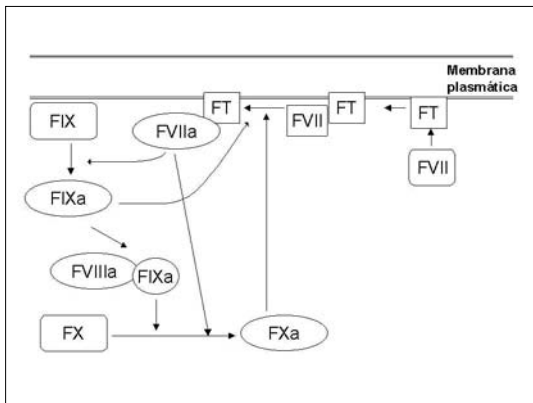 Membrana
plasmática
FIX
FVIIa
FT
FVII
FT
FT
FVII
FIXa
FVIIIa
FIXa
FX
FXa